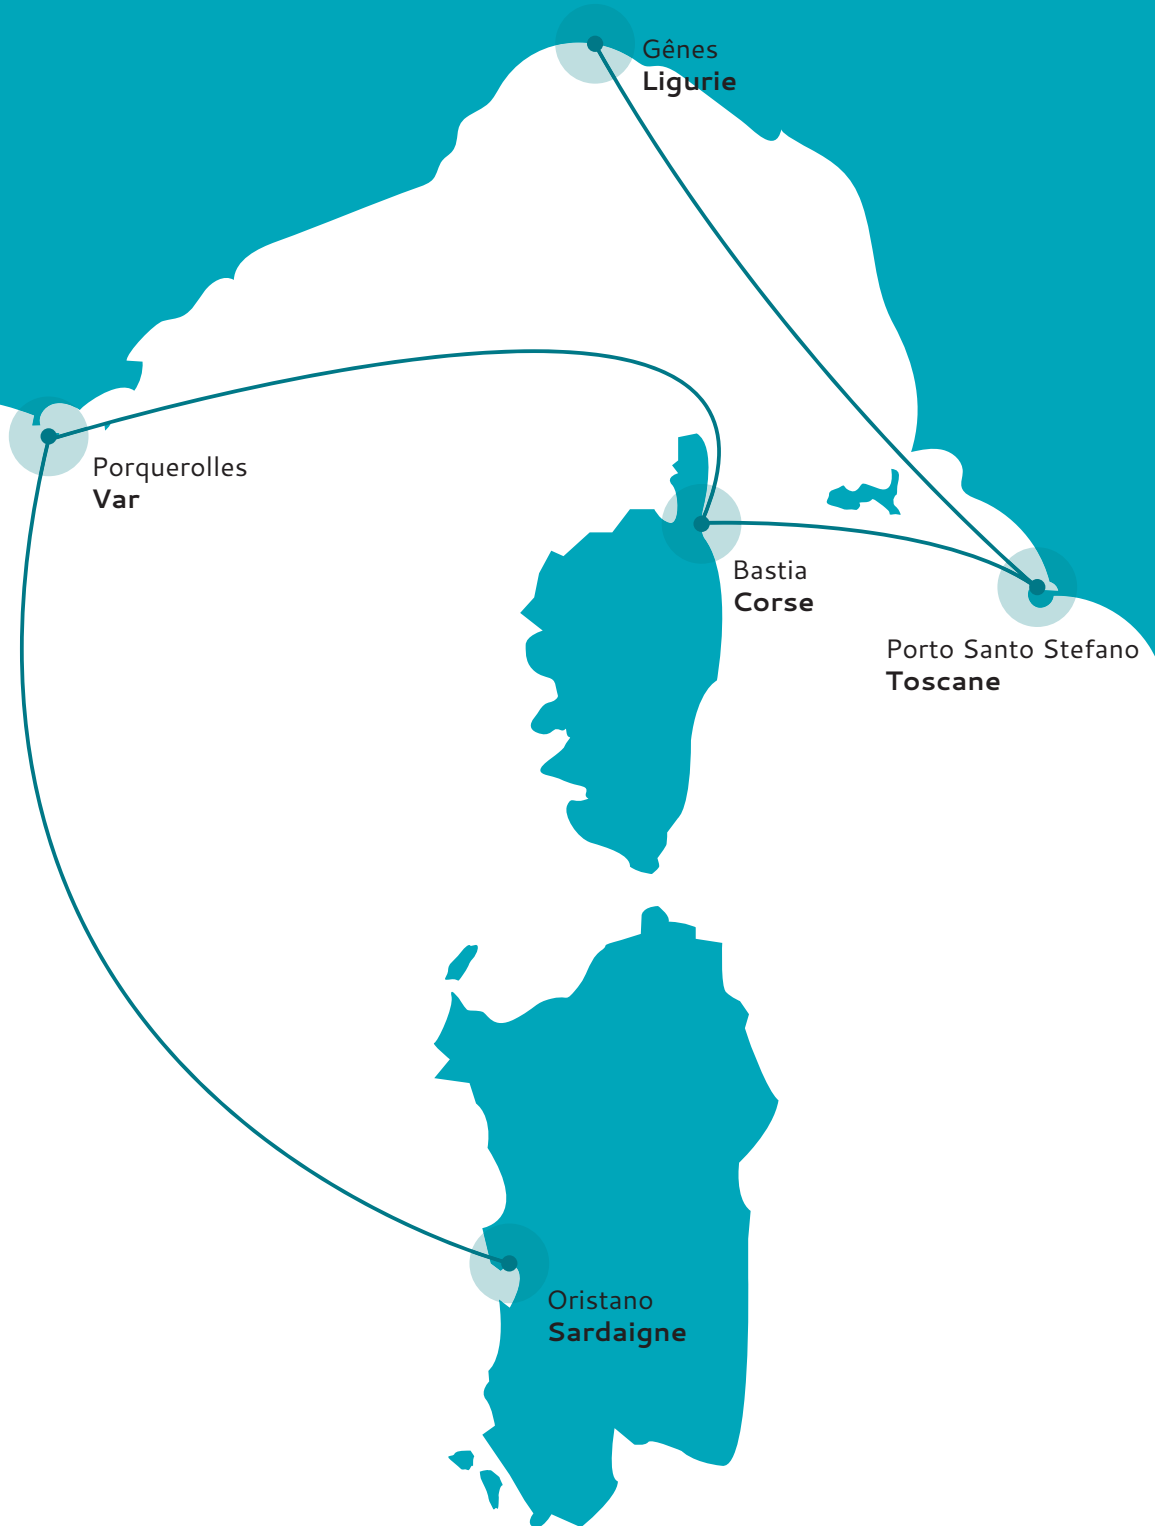 Gênes
Ligurie
Porquerolles
Var
Bastia
Corse
Porto Santo Stefano
Toscane
Oristano
Sardaigne